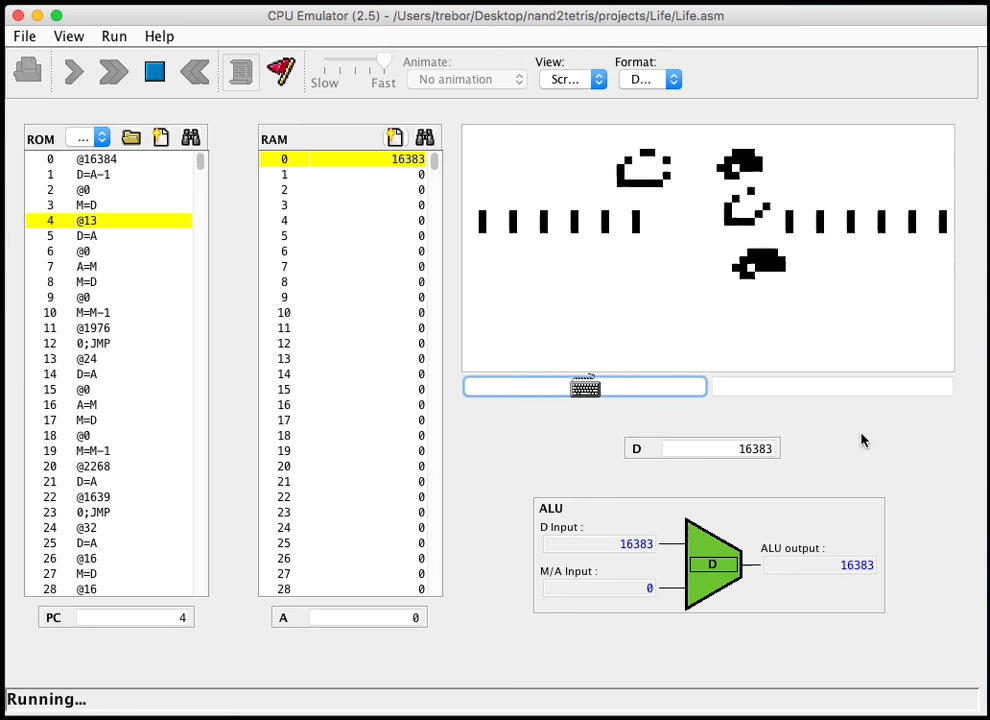 CPU Emulator (2.5) - /Users/trebor/Desktop/nand2tetris/projects/Life/Life.asm
File View Run Help
Slow Fast
Animate:
No animation
View:
Scr...
Format:
D...
ROM ...
0 @16384
1 D=A-1
2 @0
3 M=D
4 @13
5 D=A
6 @0
7 A=M
8 M=D
9 @0
10 M=M-1
11 @1976
12 0;JMP
13 @24
14 D=A
15 @0
16 A=M
17 M=D
18 @0
19 M=M-1
20 @2268
21 D=A
22 @1639
23 0;JMP
24 @32
25 D=A
26 @16
27 M=D
28 @16
PC 4
RAM
0 16383
1 0
2 0
3 0
4 0
5 0
6 0
7 0
8 0
9 0
10 0
11 0
12 0
13 0
14 0
15 0
16 0
17 0
18 0
19 0
20 0
21 0
22 0
23 0
24 0
25 0
26 0
27 0
28 0
A 0
D 16383
ALU
D Input :
16383
M/A Input :
0
D
ALU output :
16383
Running...